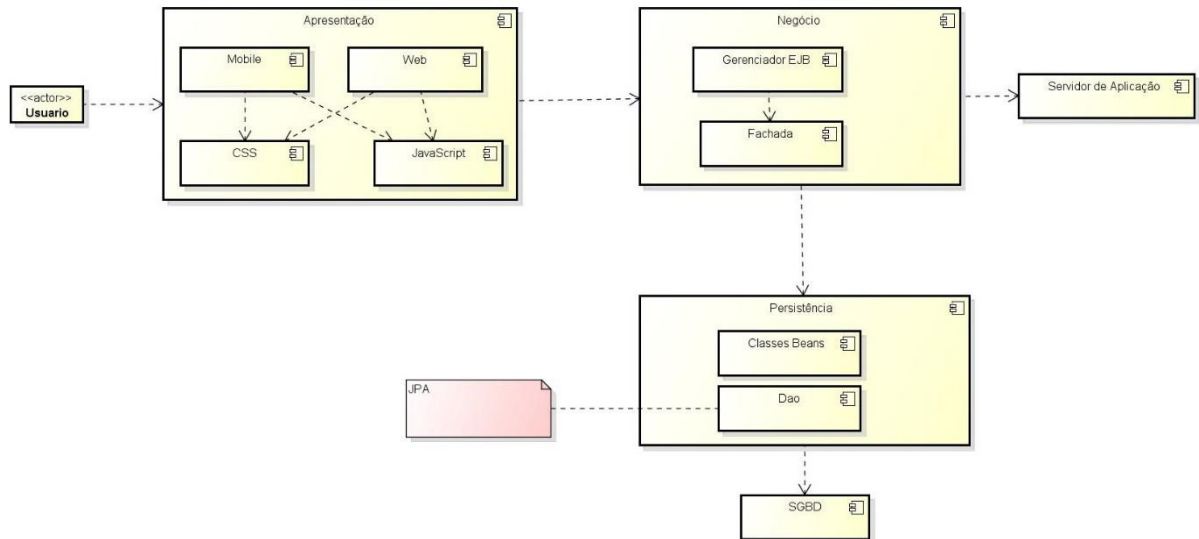 Apresentação
Mobile
Web
CSS
JavaScript
<<actor>>
Usuario
Negócio
Gerenciador EJB
Fachada
Servidor de Aplicação
Persistência
Classes Beans
Dao
JPA
SGBD